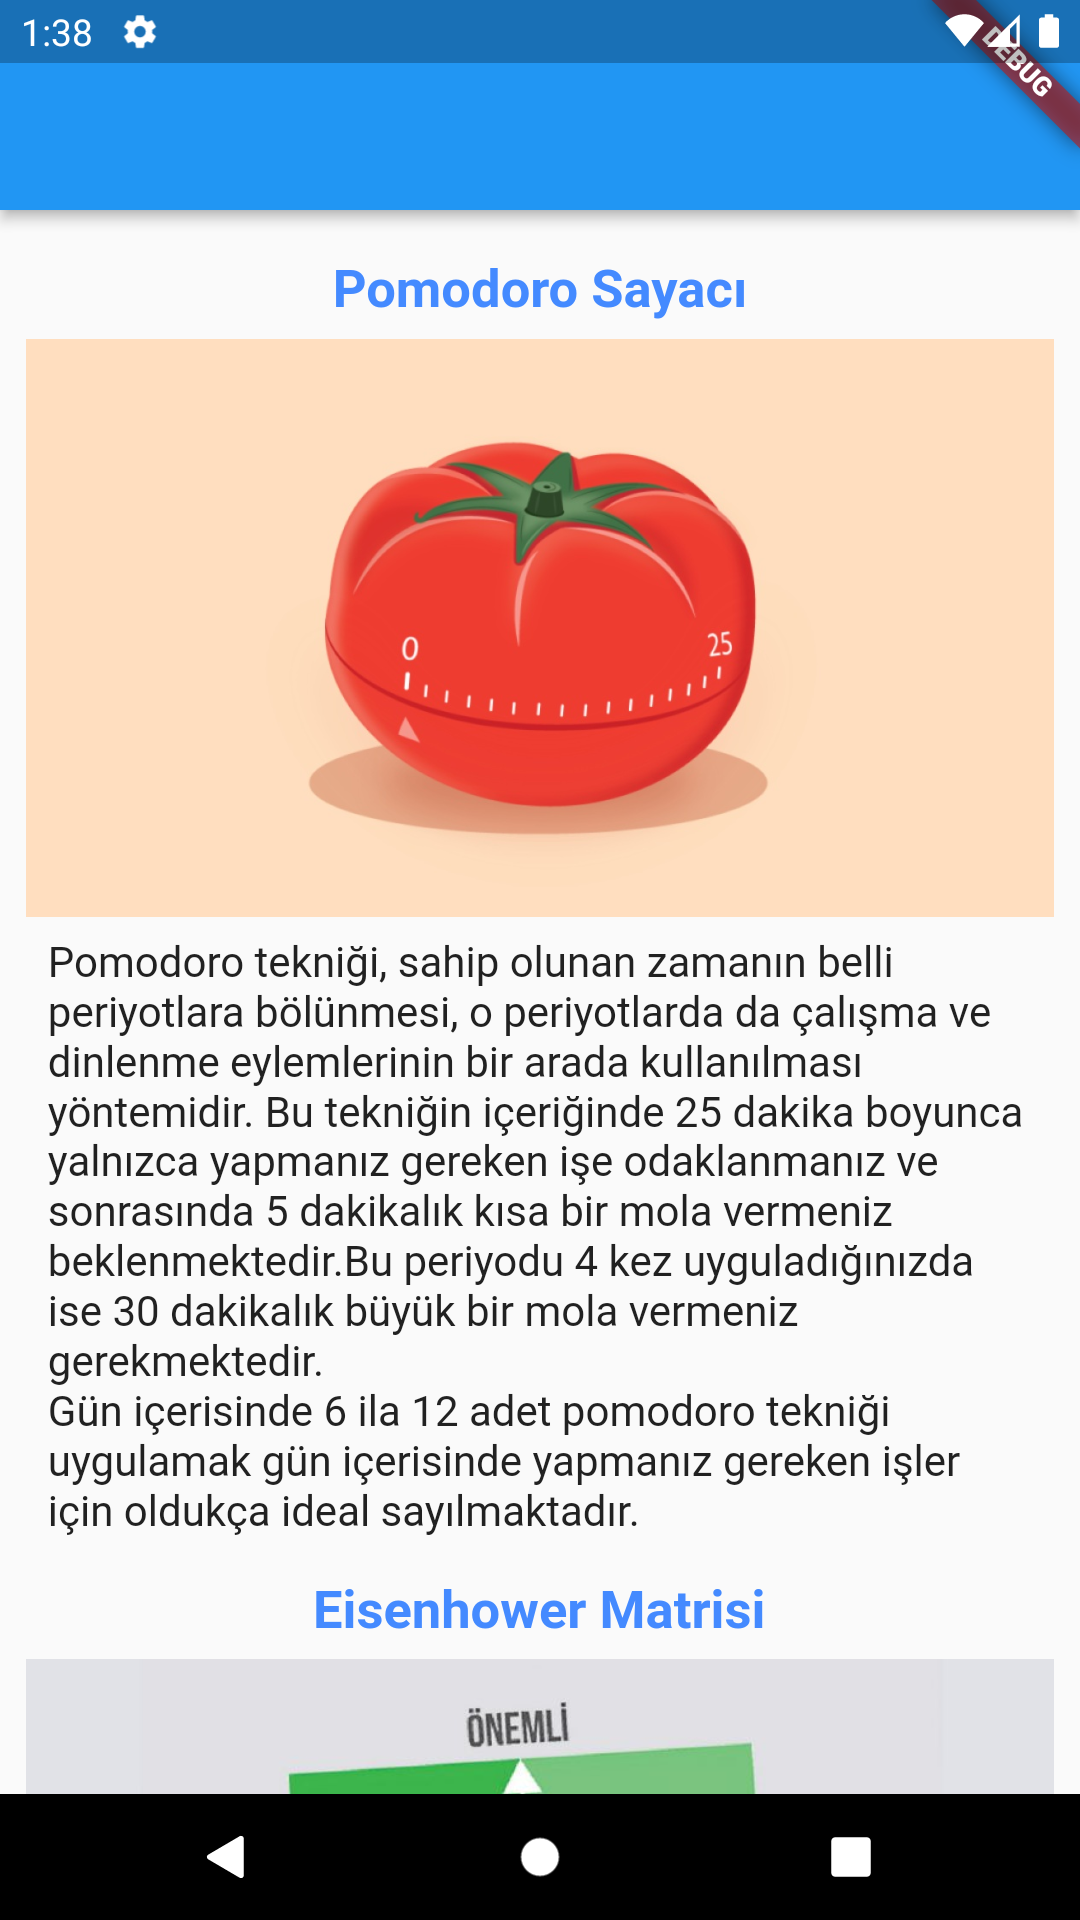 1:38
DEBUG
Pomodoro Sayacı
0
25
Pomodoro tekniği, sahip olunan zamanın belli
periyotlara bölünmesi, o periyotlarda da çalışma ve
dinlenme eylemlerinin bir arada kullanılması
yöntemidir. Bu tekniğin içeriğinde 25 dakika boyunca
yalnızca yapmanız gereken işe odaklanmanız ve
sonrasında 5 dakikalık kısa bir mola vermeniz
beklenmektedir.Bu periyodu 4 kez uyguladığınızda
ise 30 dakikalık büyük bir mola vermeniz
gerekmektedir.
Gün içerisinde 6 ila 12 adet pomodoro tekniği
uygulamak gün içerisinde yapmanız gereken işler
için oldukça ideal sayılmaktadır.
Eisenhower Matrisi
ÖNEMLİ